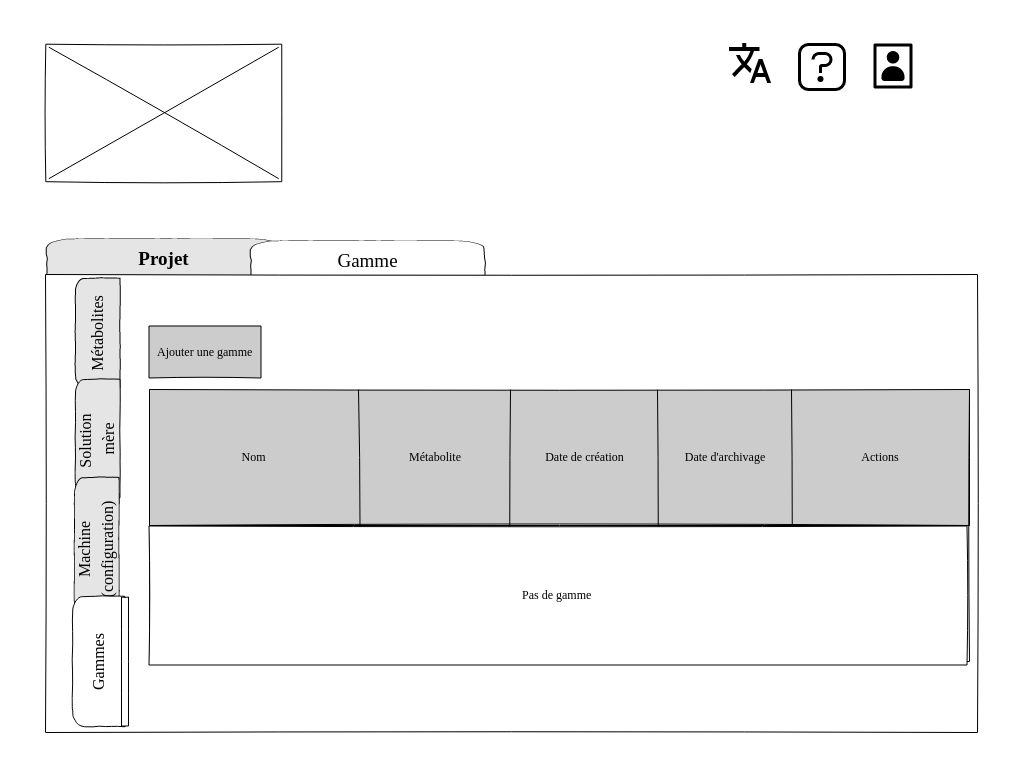 Projet
Gamme
Métabolites
Solution
mère
Machine
(configuration)
Gammes
Ajouter une gamme
Nom
Métabolite
Date de création
Date d'archivage
Actions
Pas de gamme